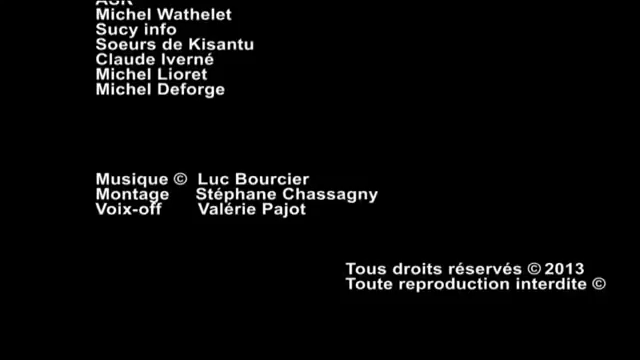 ASK
Michel Wathelet
Sucy info
Soeurs de Kisantu
Claude Iverné
Michel Lioret
Michel Deforge
Musique © Luc Bourcier
Montage Stéphane Chassagny
Voix-off Valérie Pajot
Tous droits réservés © 2013
Toute reproduction interdite ©